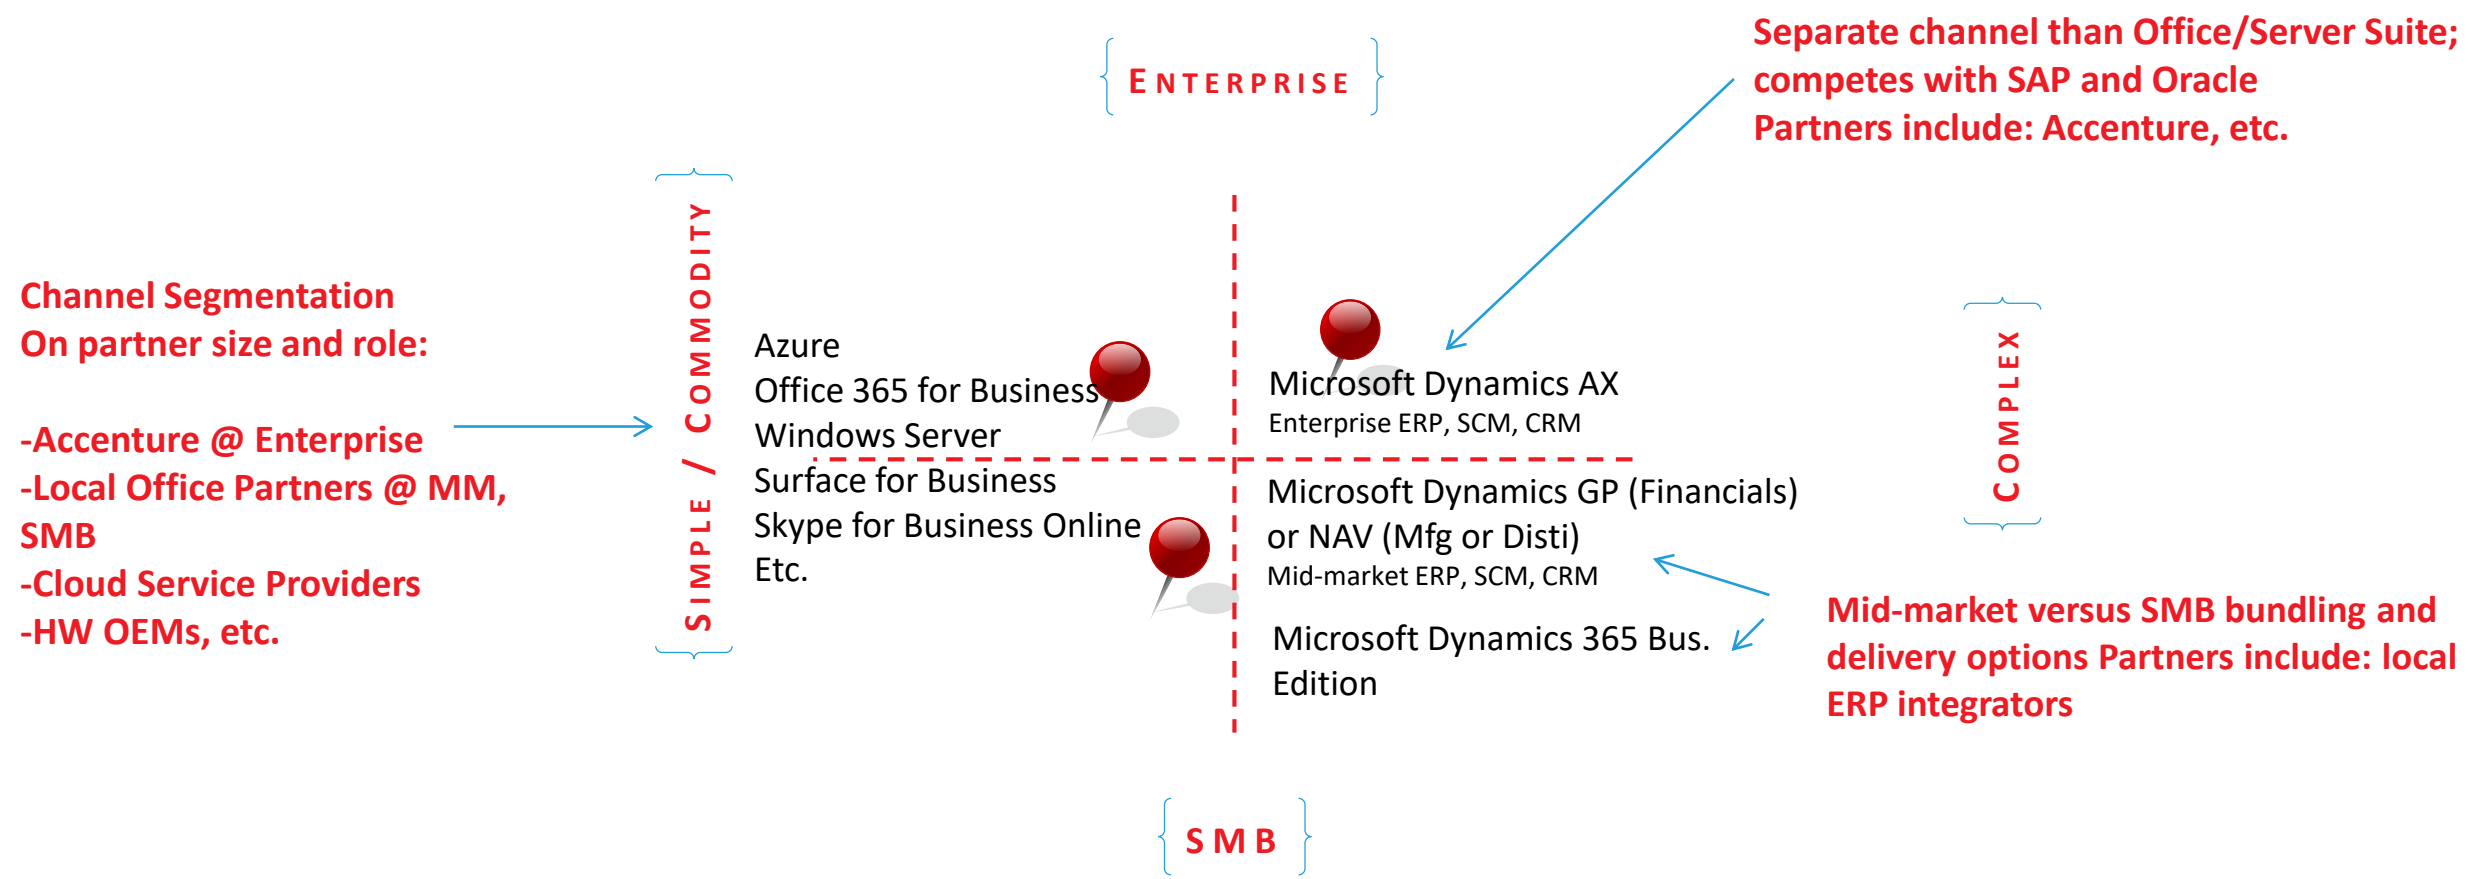 ENTERPRISE
Separate channel than Office/Server Suite;
competes with SAP and Oracle
Partners include: Accenture, etc.
Channel Segmentation
On partner size and role:
-Accenture @ Enterprise
-Local Office Partners @ MM,
SMB
-Cloud Service Providers
-HW OEMs, etc.
SIMPLE / COMMODITY
Azure
Office 365 for Business
Windows Server
Surface for Business
Skype for Business Online
Etc.
Microsoft Dynamics AX
Enterprise ERP, SCM, CRM
Microsoft Dynamics GP (Financials)
or NAV (Mfg or Disti)
Mid-market ERP, SCM, CRM
Microsoft Dynamics 365 Bus.
Edition
COMPLEX
Mid-market versus SMB bundling and
delivery options Partners include: local
ERP integrators
SMB